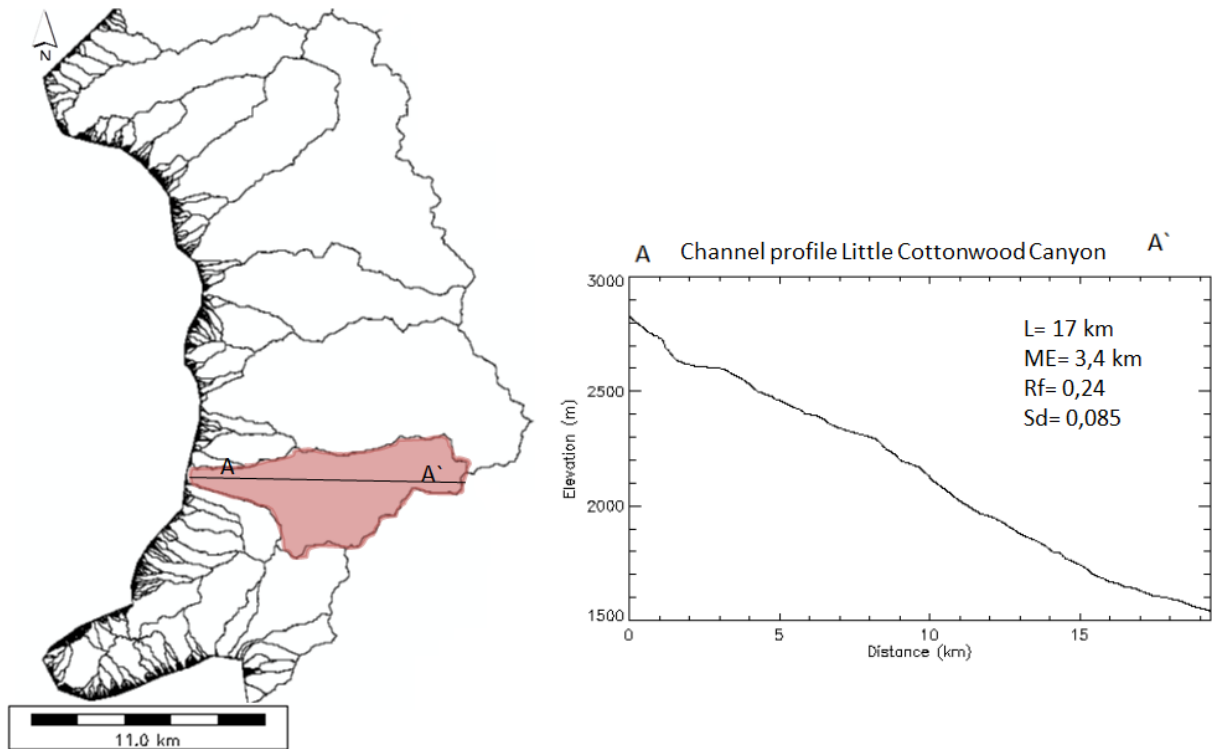 N
A
A`
11.0 km
A Channel profile Little Cottonwood Canyon A`
3000
2500
2000
1500
Elevation (m)
L= 17 km
ME= 3,4 km
Rf= 0,24
Sd= 0,085
0 5 10 15
Distance (km)